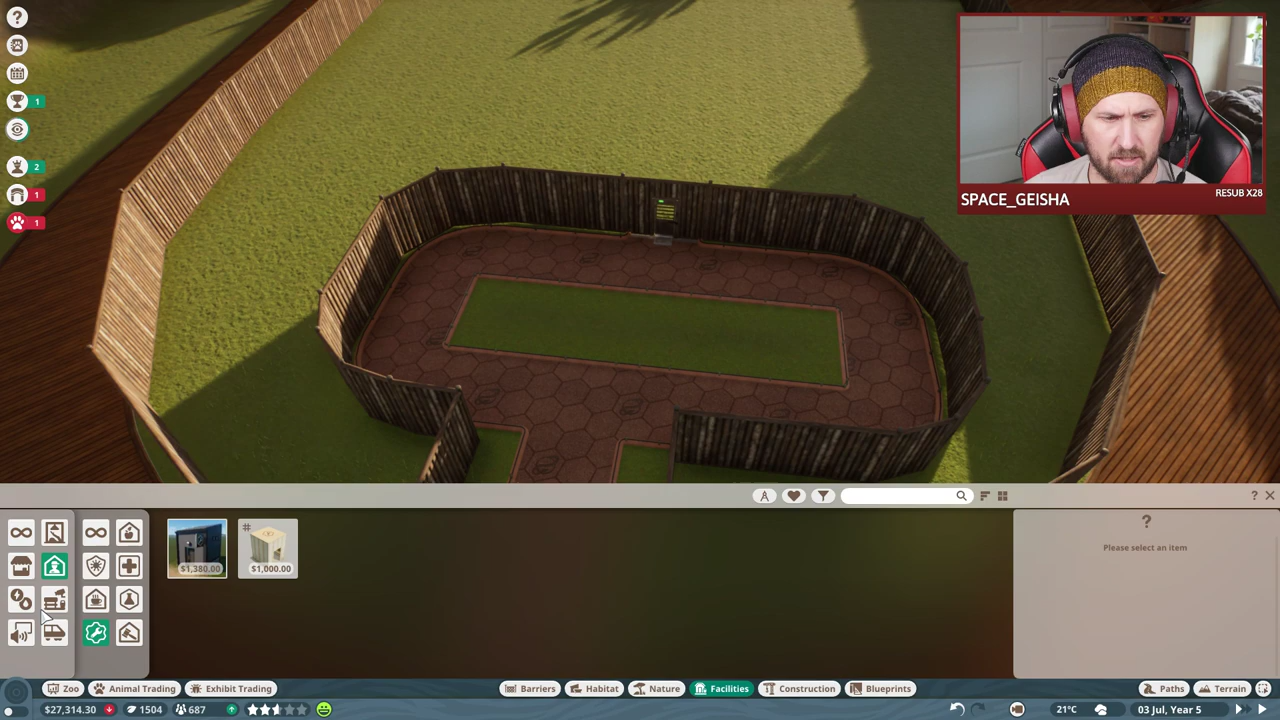 ?
1
2
1
1
SPACE_GEISHA
RESUB X28
? ×
?
Please select an item
$1,380.00
# $1,000.00
Zoo
Animal Trading
Exhibit Trading
Barriers
Habitat
Nature
Facilities
Construction
Blueprints
Paths
Terrain
$27,314.30
1504
687
21°C
03 Jul, Year 5